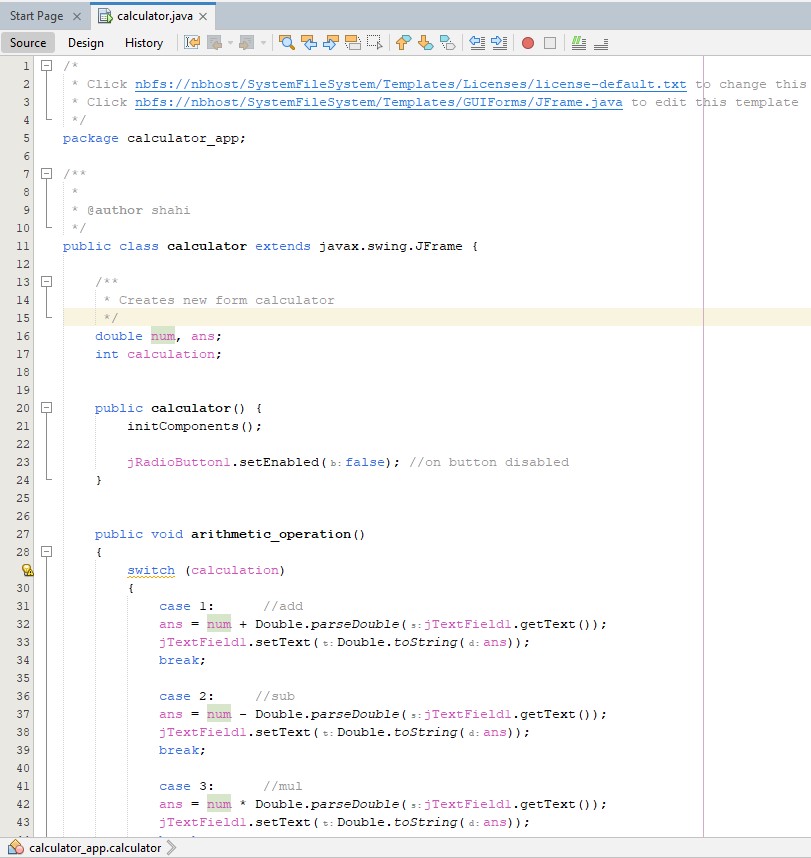 Start Page
calculator.java
Source Design History
1 /*
2 * Click nbfs://nbhost/SystemFileSystem/Templates/Licenses/license-default.txt to change this
3 * Click nbfs://nbhost/SystemFileSystem/Templates/GUIForms/JFrame.java to edit this template
4 */
5 package calculator_app;
6
7 /**
8 *
9 * @author shahi
10 */
11 public class calculator extends javax.swing.JFrame {
12
13 /**
14 * Creates new form calculator
15 */
16 double num, ans;
17 int calculation;
18
19
20 public calculator() {
21 initComponents();
22
23 jRadioButton1.setEnabled(b: false); //on button disabled
24 }
25
26
27 public void arithmetic_operation()
28 {
switch (calculation)
30 {
31 case 1: //add
32 ans = num + Double.parseDouble(s: jTextField1.getText());
33 jTextField1.setText(t: Double.toString(d: ans));
34 break;
35
36 case 2: //sub
37 ans = num - Double.parseDouble(s: jTextField1.getText());
38 jTextField1.setText(t: Double.toString(d: ans));
39 break;
40
41 case 3: //mul
42 ans = num * Double.parseDouble(s: jTextField1.getText());
43 jTextField1.setText(t: Double.toString(d: ans));
calculator_app.calculator